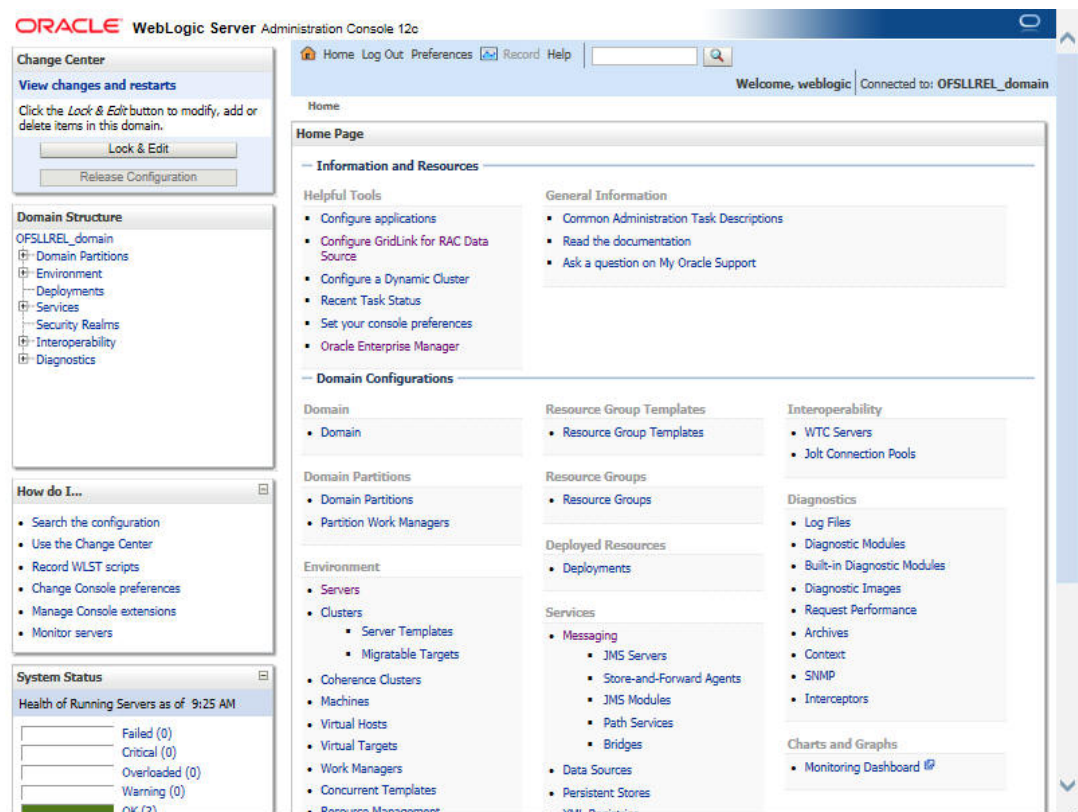 ORACLE WebLogic Server Administration Console 12c
Change Center
View changes and restarts
Click the Lock & Edit button to modify, add or
delete items in this domain.
Lock & Edit
Release Configuration
Domain Structure
OFSLLREL_domain
Domain Partitions
Environment
Deployments
Services
Security Realms
Interoperability
Diagnostics
How do I...
Search the configuration
Use the Change Center
Record WLST scripts
Change Console preferences
Manage Console extensions
Monitor servers
System Status
Health of Running Servers as of 9:25 AM
Failed (0)
Critical (0)
Overloaded (0)
Warning (0)
Home Log Out Preferences Record Help
Welcome, weblogic Connected to: OFSLLREL_domain
Home
Home Page
Information and Resources
Helpful Tools
Configure applications
Configure GridLink for RAC Data
Source
Configure a Dynamic Cluster
Recent Task Status
Set your console preferences
Oracle Enterprise Manager
General Information
Common Administration Task Descriptions
Read the documentation
Ask a question on My Oracle Support
Domain Configurations
Domain
Domain
Domain Partitions
Domain Partitions
Partition Work Managers
Environment
Servers
Clusters
Server Templates
Migratable Targets
Coherence Clusters
Machines
Virtual Hosts
Virtual Targets
Work Managers
Concurrent Templates
Resource Management
Resource Group Templates
Resource Group Templates
Resource Groups
Resource Groups
Deployed Resources
Deployments
Services
Messaging
JMS Servers
Store-and-Forward Agents
JMS Modules
Path Services
Bridges
Data Sources
Persistent Stores
Interoperability
WTC Servers
Jolt Connection Pools
Diagnostics
Log Files
Diagnostic Modules
Built-in Diagnostic Modules
Diagnostic Images
Request Performance
Archives
Context
SNMP
Interceptors
Charts and Graphs
Monitoring Dashboard